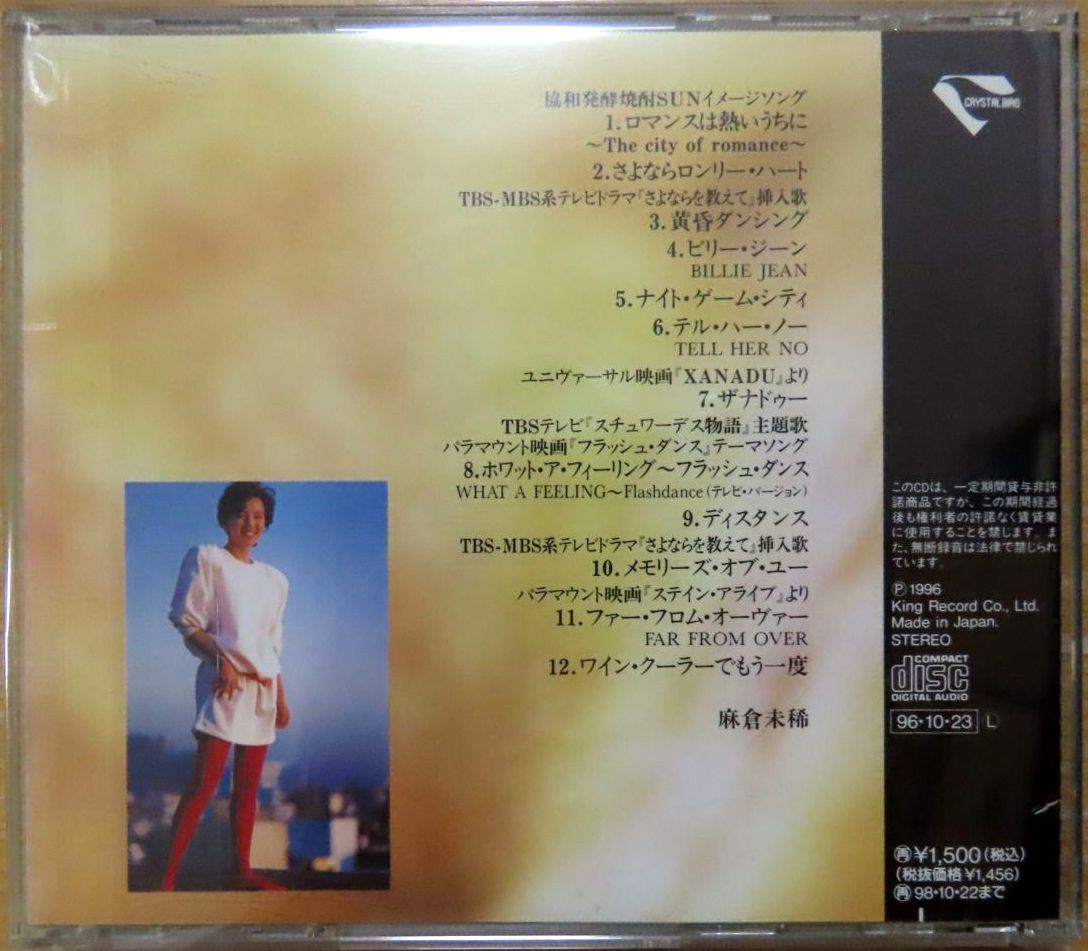 協和発酵焼酎SUNイメージソング
1.ロマンスは熱いうちに
～The city of romance～
2.さよならロンリー・ハート
TBS-MBS系テレビドラマ『さよならを教えて』挿入歌
3.黄昏ダンシング
4.ビリー・ジーン
BILLIE JEAN
5.ナイト・ゲーム・シティ
6.テル・ハー・ノー
TELL HER NO
ユニヴァーサル映画『XANADU』より
7.ザナドゥー
TBSテレビ『スチュワーデス物語』主題歌
パラマウント映画『フラッシュ・ダンス』テーマソング
8.ホワット・ア・フィーリング～フラッシュ・ダンス
WHAT A FEELING～Flashdance(テレビ・バージョン)
9.ディスタンス
TBS-MBS系テレビドラマ『さよならを教えて』挿入歌
10.メモリーズ・オブ・ユー
パラマウント映画『ステイン・アライブ』より
11.ファー・フロム・オーヴァー
FAR FROM OVER
12.ワイン・クーラーでもう一度
麻倉未稀
CRYSTAL BIRD
このCDは、一定期間貸与非許
諾商品ですが、この期間経過
後も権利者の許諾なく賃貸業
に使用することを禁じます。ま
た、無断録音は法律で禁じられ
ています。
Ⓟ1996
King Record Co., Ltd.
Made in Japan.
STEREO
COMPACT
disc
DIGITAL AUDIO
96・10・23 Ⓛ
再¥1,500(税込)
(税抜価格¥1,456)
再98・10・22まで